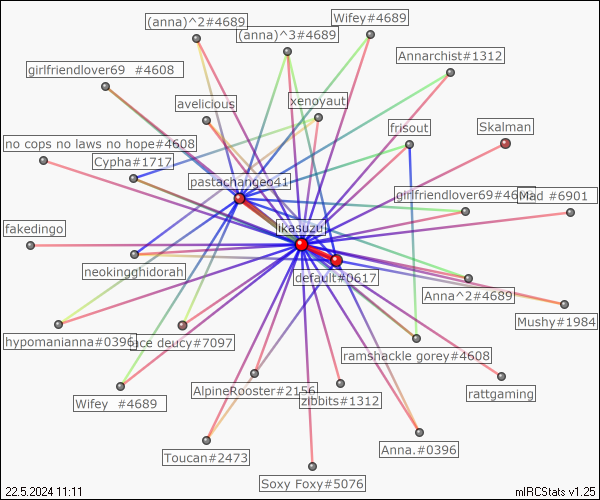 (anna)^2#4689
Wifey#4689
(anna)^3#4689
Annarchist#1312
girlfriendlover69 #4608
avelicious
xenoyaut
frisout
Skalman
no cops no laws no hope#4608
Cypha#1717
pastachangeo41
girlfriendlover69#4
Mad #6901
fakedingo
ikasuzu
neokingghidorah
default#0617
Anna^2#4689
Mushy#1984
hypomanianna#0396
ace deucy#7097
ramshackle gorey#4608
AlpineRooster#2156
zibbits#1312
rattgaming
Wifey #4689
Toucan#2473
Anna.#0396
Soxy Foxy#5076
22.5.2024 11:11
mIRCStats v1.25